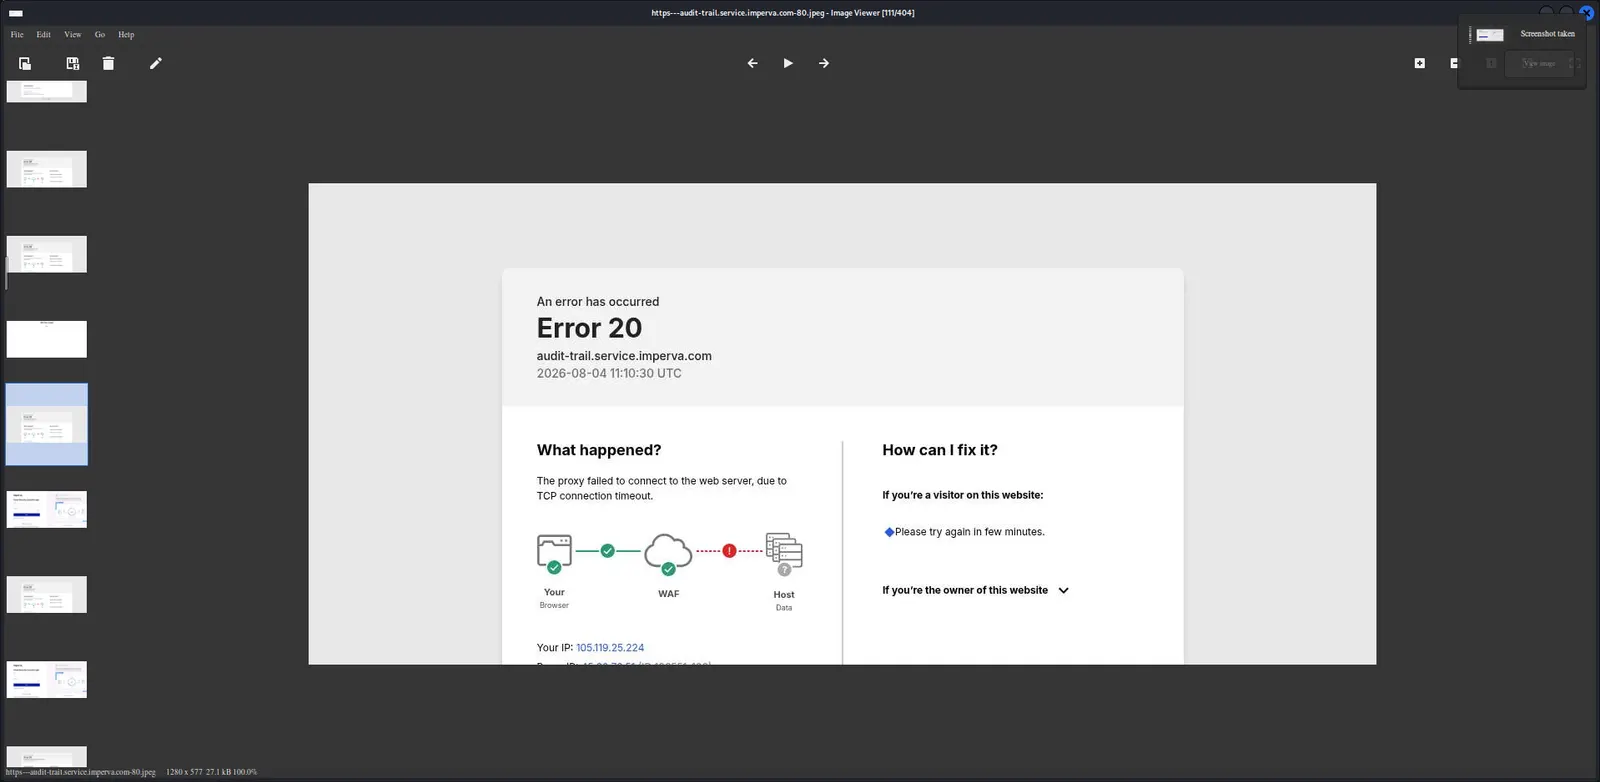 https---audit-trail.service.imperva.com-80.jpeg - Image Viewer [111/404]
File Edit View Go Help
Screenshot taken
View image
An error has occurred
Error 20
audit-trail.service.imperva.com
2026-08-04 11:10:30 UTC
What happened?
The proxy failed to connect to the web server, due to
TCP connection timeout.
Your
Browser
WAF
Host
Data
Your IP: 105.119.25.224
How can I fix it?
If you're a visitor on this website:
Please try again in few minutes.
If you're the owner of this website
https---audit-trail.service.imperva.com-80.jpeg 1280 x 577 27.1 kB 100.0%